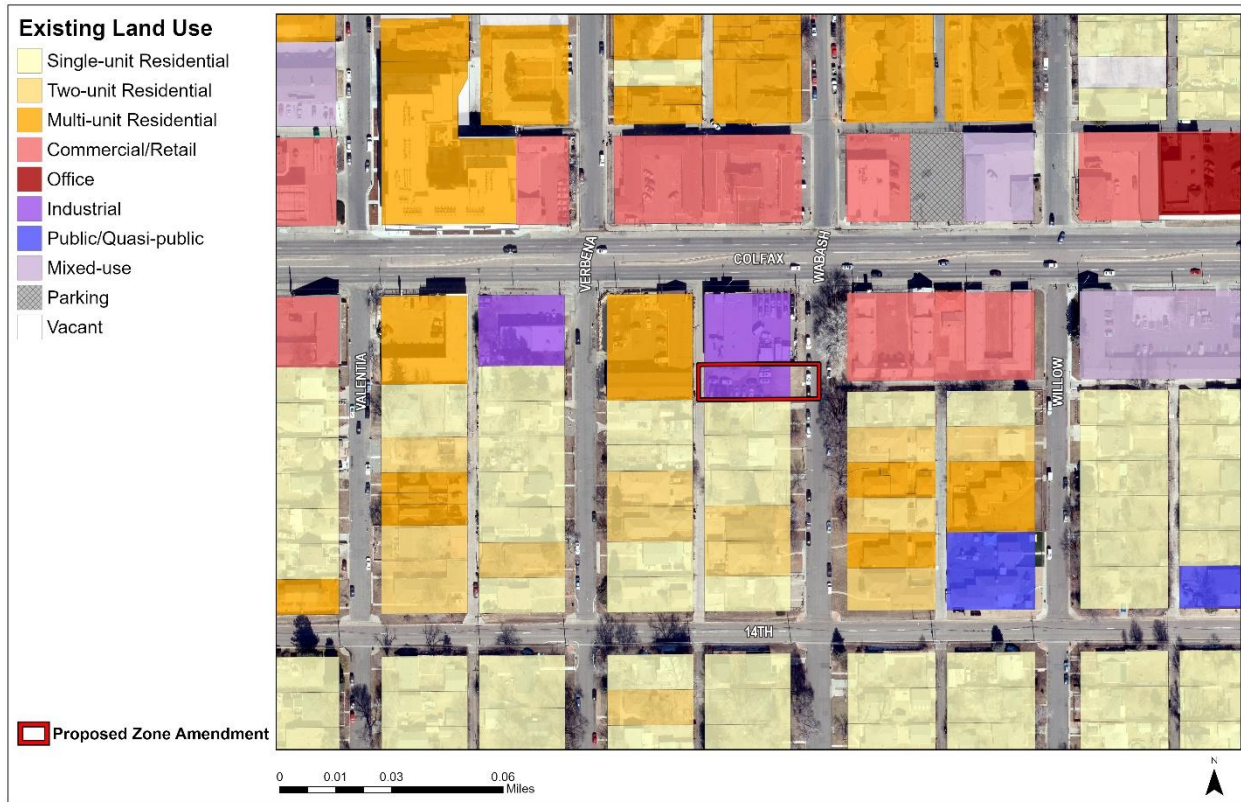 Existing Land Use
Single-unit Residential
Two-unit Residential
Multi-unit Residential
Commercial/Retail
Office
Industrial
Public/Quasi-public
Mixed-use
Parking
Vacant
VERBENA
COLFAX
WABASH
VALENTIA
WILLOW
14TH
Proposed Zone Amendment
0 0.01 0.03 0.06
Miles
N